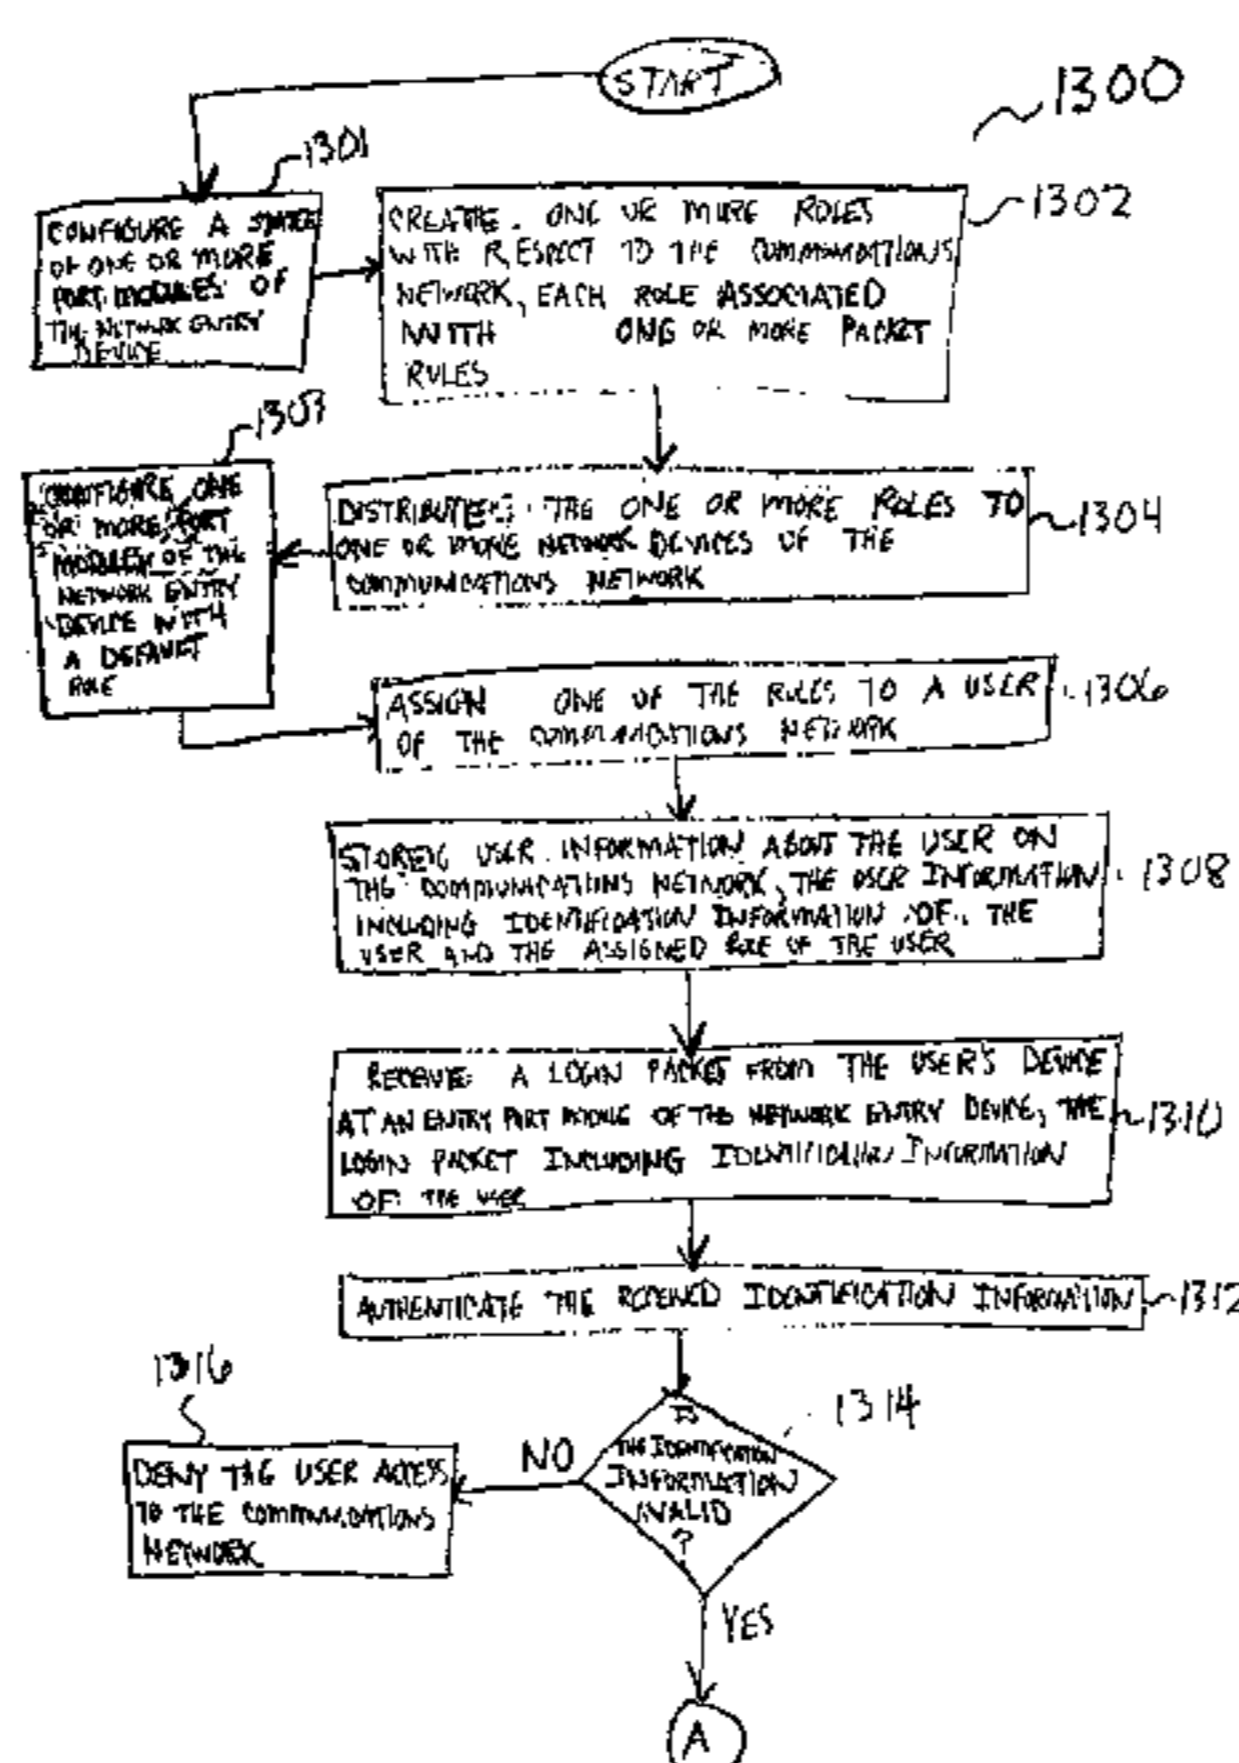 START
1300
1301
CONFIGURE A STATE
OF ONE OR MORE
PORT MODULES OF
THE NETWORK ENTRY
DEVICE
1302
CREATE ONE OR MORE ROLES
WITH RESPECT TO THE COMMUNICATIONS
NETWORK, EACH ROLE ASSOCIATED
WITH ONE OR MORE PACKET
RULES
1304
DISTRIBUTE THE ONE OR MORE ROLES TO
ONE OR MORE NETWORK DEVICES OF THE
COMMUNICATIONS NETWORK
CONFIGURE ONE
OR MORE PORT
MODULES OF THE
NETWORK ENTRY
DEVICE WITH
A DEFAULT
ROLE
1306
ASSIGN ONE OF THE ROLES TO A USER
OF THE COMMUNICATIONS NETWORK
1308
STORE USER INFORMATION ABOUT THE USER ON
THE COMMUNICATIONS NETWORK, THE USER INFORMATION
INCLUDING IDENTIFICATION INFORMATION OF THE
USER AND THE ASSIGNED ROLE OF THE USER
1310
RECEIVE A LOGIN PACKET FROM THE USER'S DEVICE
AT AN ENTRY PORT MODULE OF THE NETWORK ENTRY DEVICE, THE
LOGIN PACKET INCLUDING IDENTIFICATION INFORMATION
OF THE USER
1312
AUTHENTICATE THE RECEIVED IDENTIFICATION INFORMATION
1314
IS
THE IDENTIFICATION
INFORMATION
VALID
?
NO
1316
DENY THE USER ACCESS
TO THE COMMUNICATIONS
NETWORK
YES
A